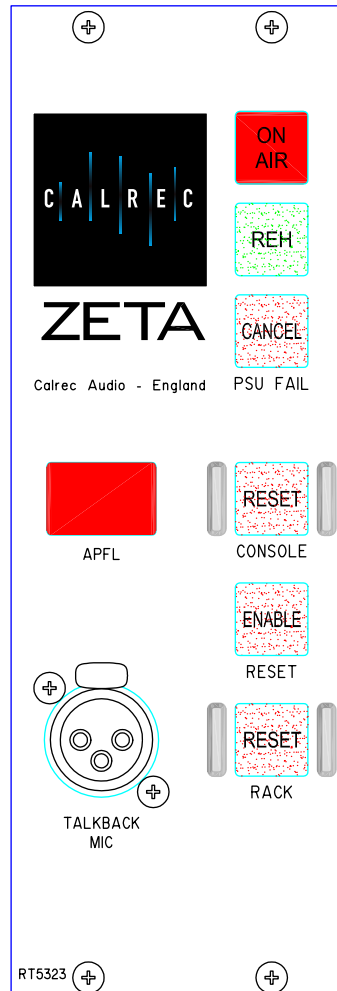 CALREC
ZETA
Calrec Audio - England
ON
AIR
REH
CANCEL
PSU FAIL
APFL
RESET
CONSOLE
ENABLE
RESET
RESET
RACK
TALKBACK
MIC
RT5323